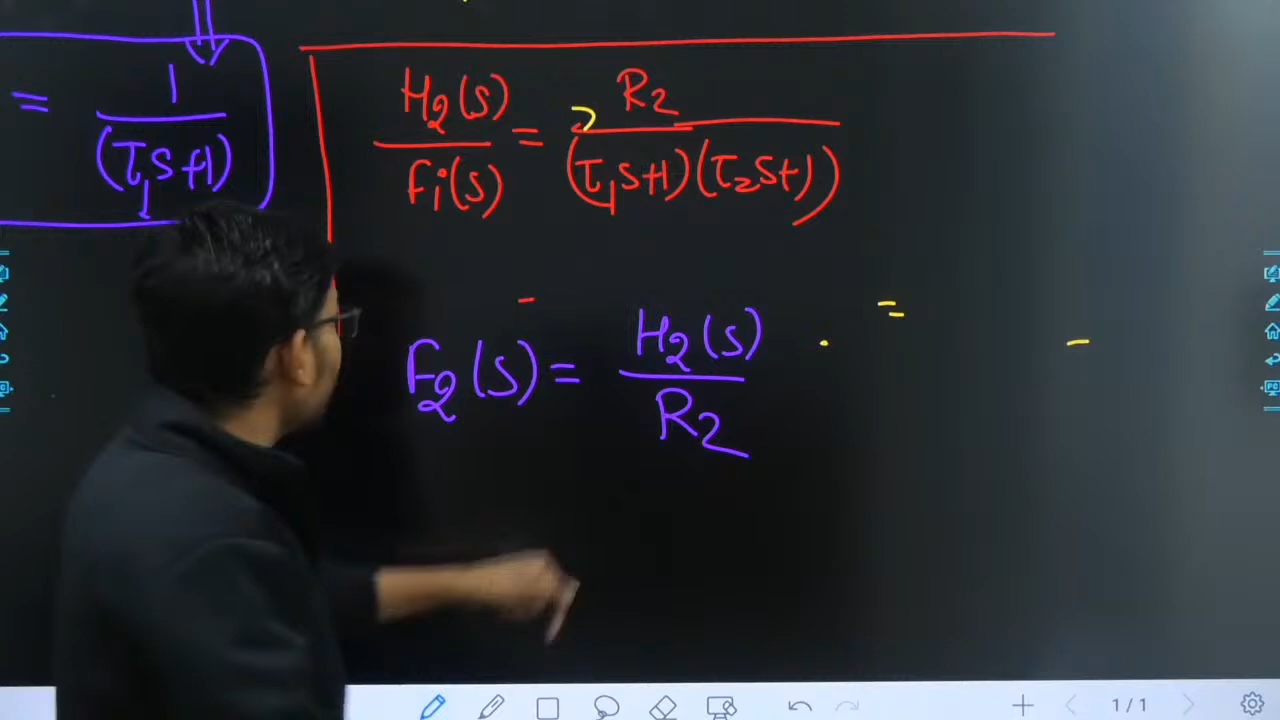 = 1 / (τ₁s+1)
H₂(s) / Fi(s) = R₂ / (τ₁s+1)(τ₂s+1)
F₂(s) = H₂(s) / R₂
1 / 1